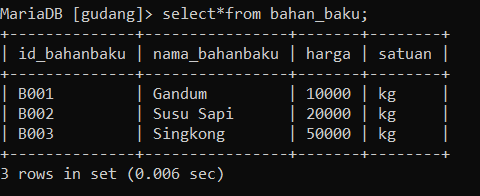 MariaDB [gudang]> select*from bahan_baku;
+--------------+----------------+-------+--------+
| id_bahanbaku | nama_bahanbaku | harga | satuan |
+--------------+----------------+-------+--------+
| B001         | Gandum         | 10000 | kg     |
| B002         | Susu Sapi      | 20000 | kg     |
| B003         | Singkong       | 50000 | kg     |
+--------------+----------------+-------+--------+
3 rows in set (0.006 sec)